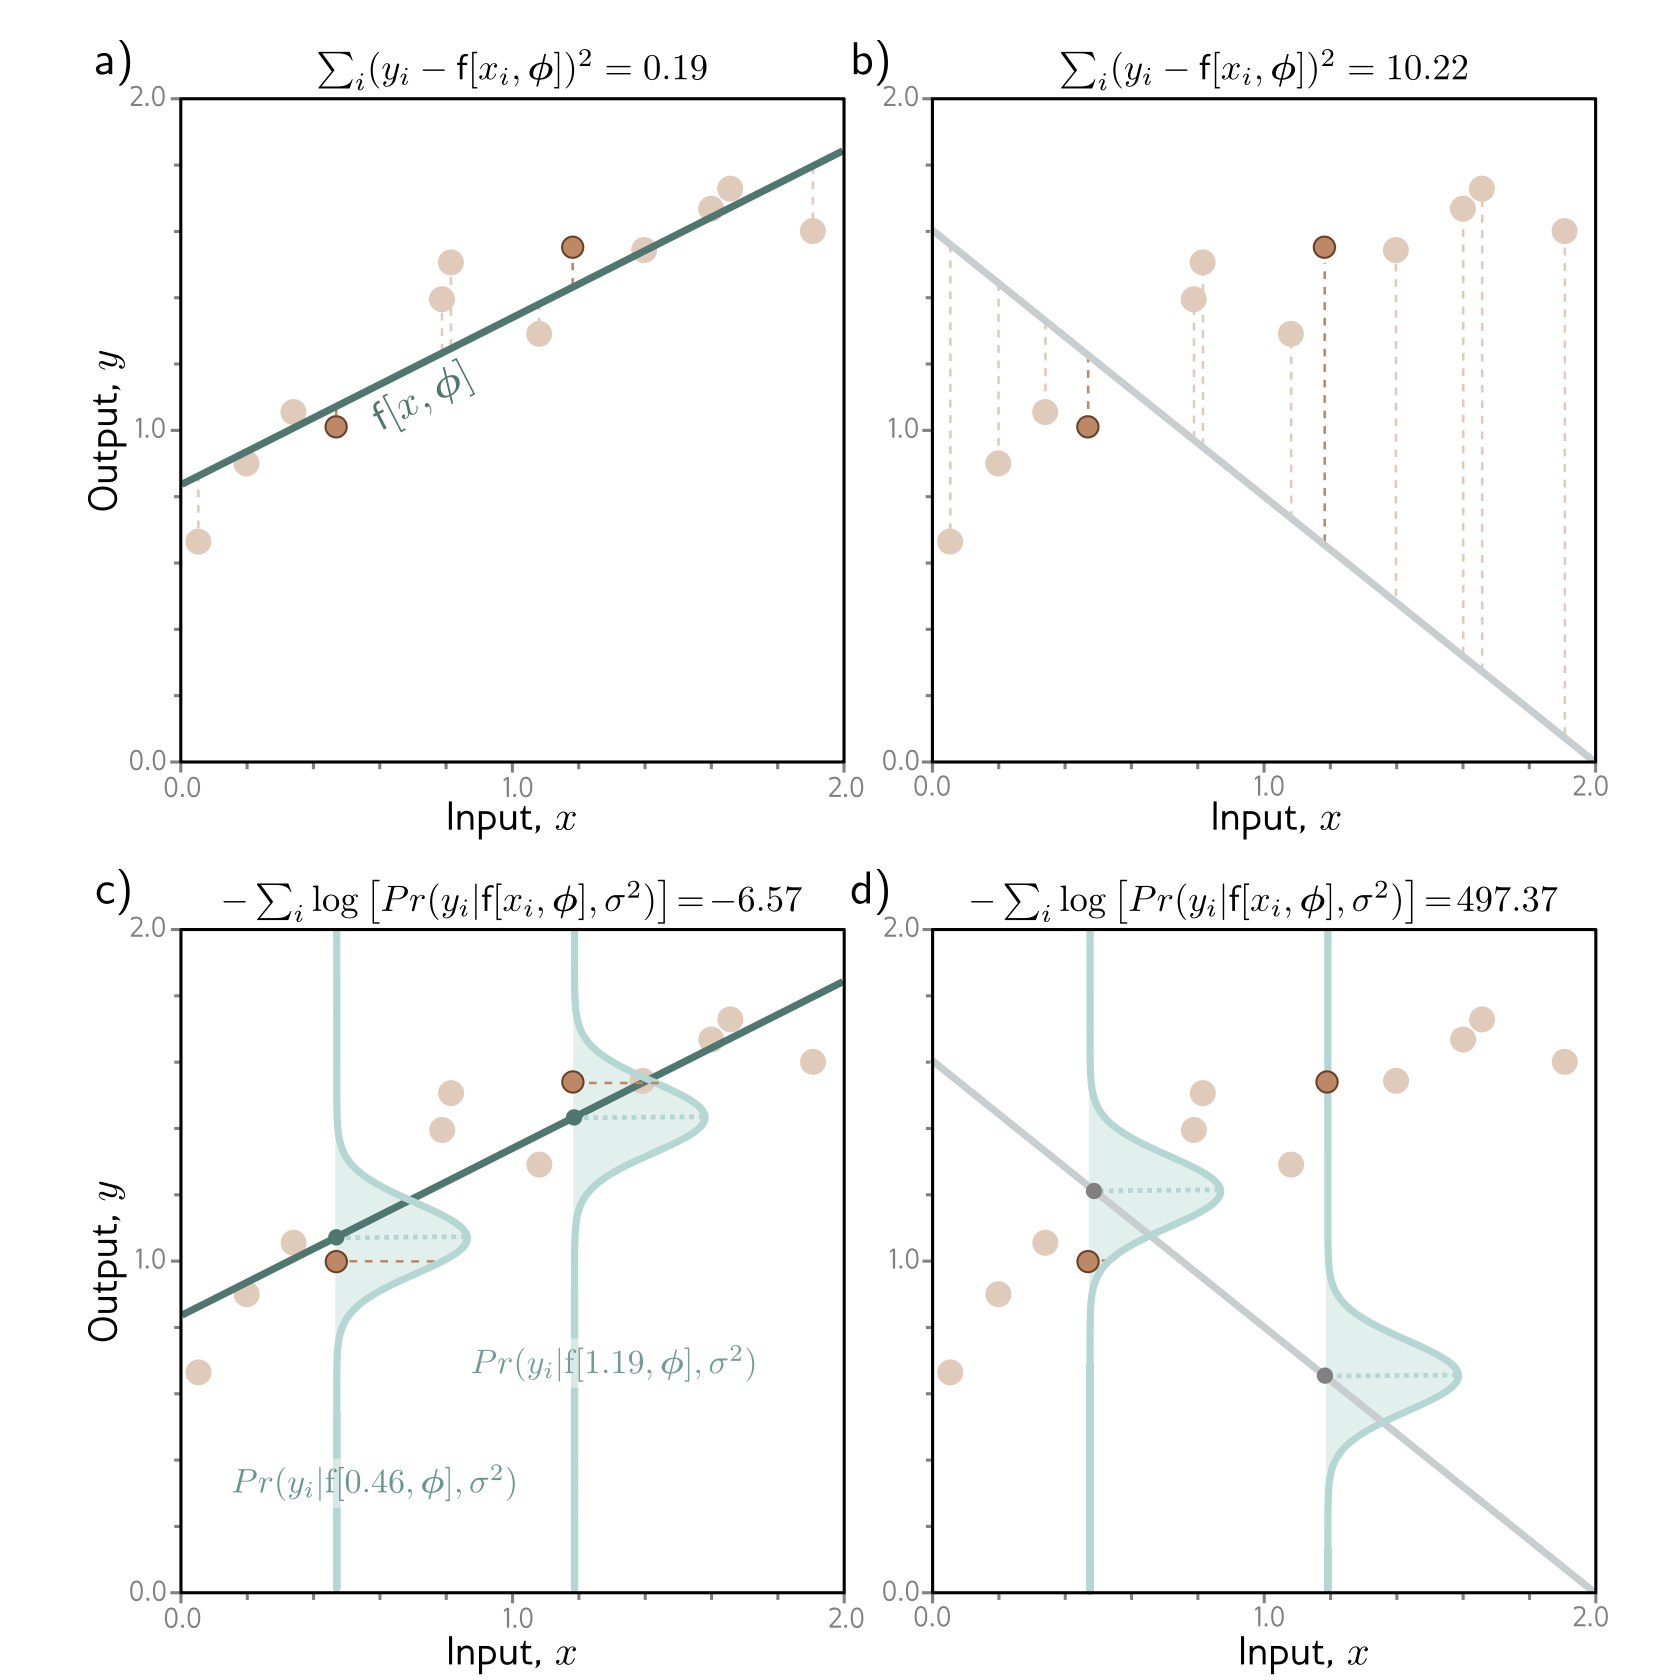 a) ∑ᵢ(yᵢ − f[xᵢ, ϕ])² = 0.19
b) ∑ᵢ(yᵢ − f[xᵢ, ϕ])² = 10.22
2.0
1.0
0.0
Output, y
f[x, ϕ]
0.0 1.0 2.0
Input, x
2.0
1.0
0.0
0.0 1.0 2.0
Input, x
c) − ∑ᵢ log [Pr(yᵢ|f[xᵢ, ϕ], σ²)] = −6.57
d) − ∑ᵢ log [Pr(yᵢ|f[xᵢ, ϕ], σ²)] = 497.37
2.0
1.0
0.0
Output, y
Pr(yᵢ|f[1.19, ϕ], σ²)
Pr(yᵢ|f[0.46, ϕ], σ²)
0.0 1.0 2.0
Input, x
2.0
1.0
0.0
0.0 1.0 2.0
Input, x